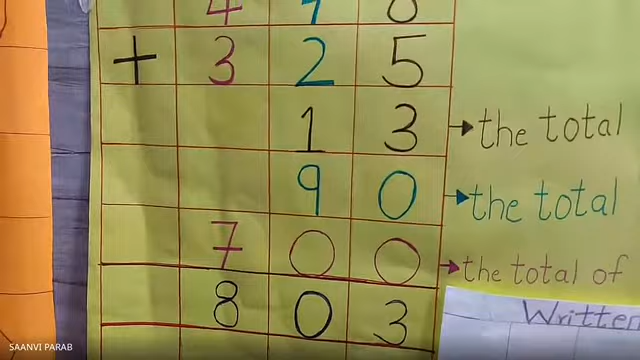 4 7 8
+ 3 2 5
1 3 → the total
9 0 → the total
7 0 0 → the total of
8 0 3
Written
SAANVI PARAB